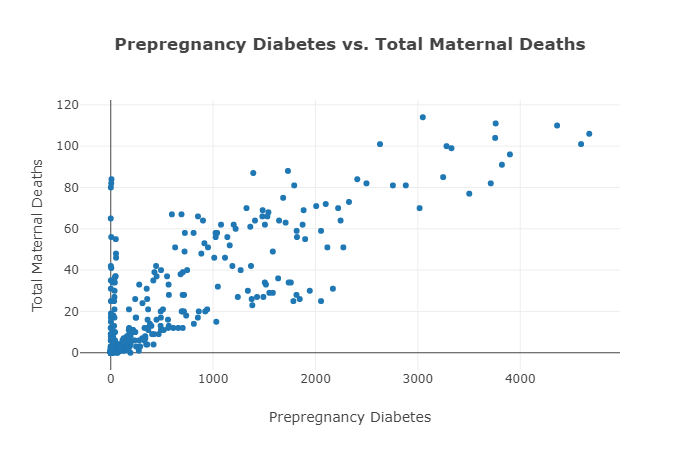 Prepregnancy Diabetes vs. Total Maternal Deaths
120
100
80
60
40
20
0
Total Maternal Deaths
0 1000 2000 3000 4000
Prepregnancy Diabetes